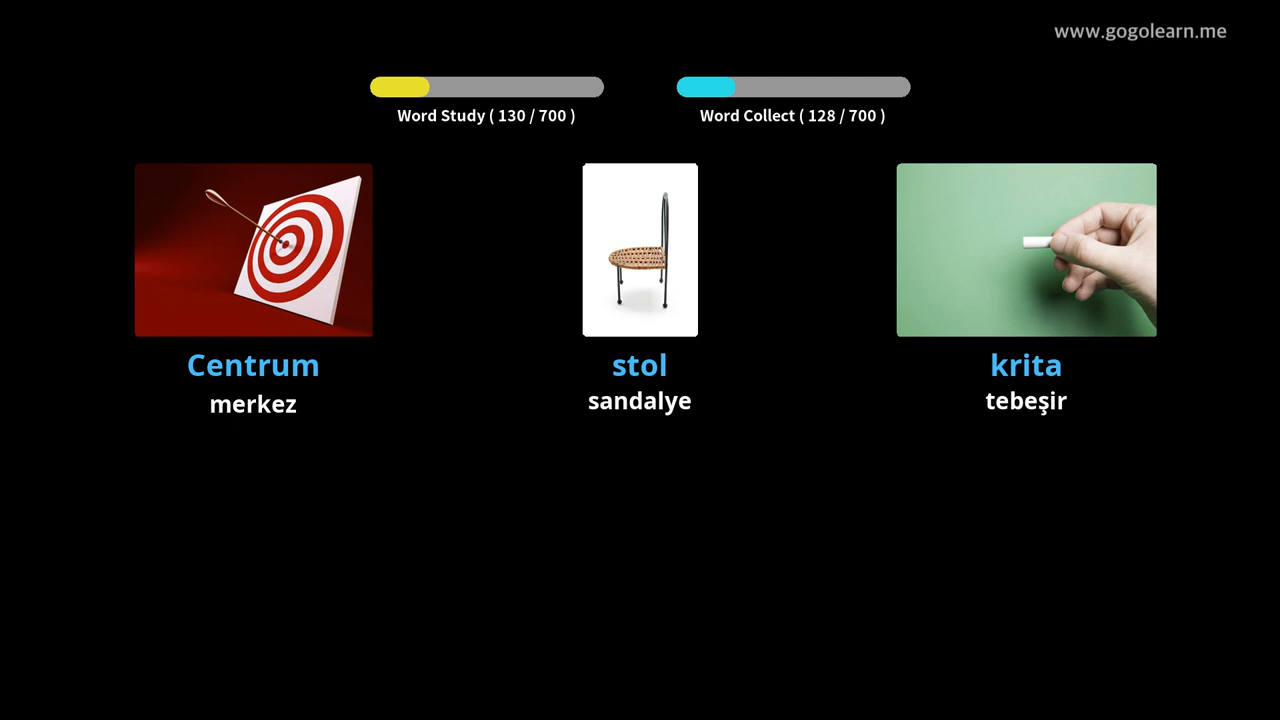 www.gogolearn.me
Word Study ( 130 / 700 )
Word Collect ( 128 / 700 )
Centrum
merkez
stol
sandalye
krita
tebeşir